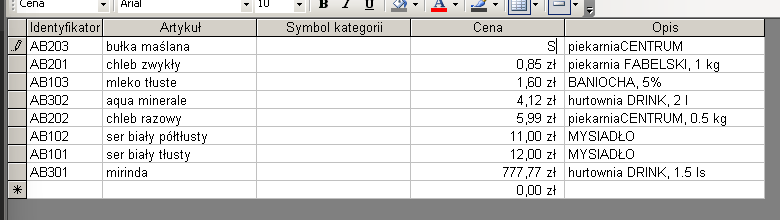 Cena Arial 10 B I U
Identyfikator Artykuł Symbol kategorii Cena Opis
AB203 bułka maślana S piekarniaCENTRUM
AB201 chleb zwykły 0,85 zł piekarnia FABELSKI, 1 kg
AB103 mleko tłuste 1,60 zł BANIOCHA, 5%
AB302 aqua minerale 4,12 zł hurtownia DRINK, 2 l
AB202 chleb razowy 5,99 zł piekarniaCENTRUM, 0.5 kg
AB102 ser biały półtłusty 11,00 zł MYSIADŁO
AB101 ser biały tłusty 12,00 zł MYSIADŁO
AB301 mirinda 777,77 zł hurtownia DRINK, 1.5 ls
0,00 zł